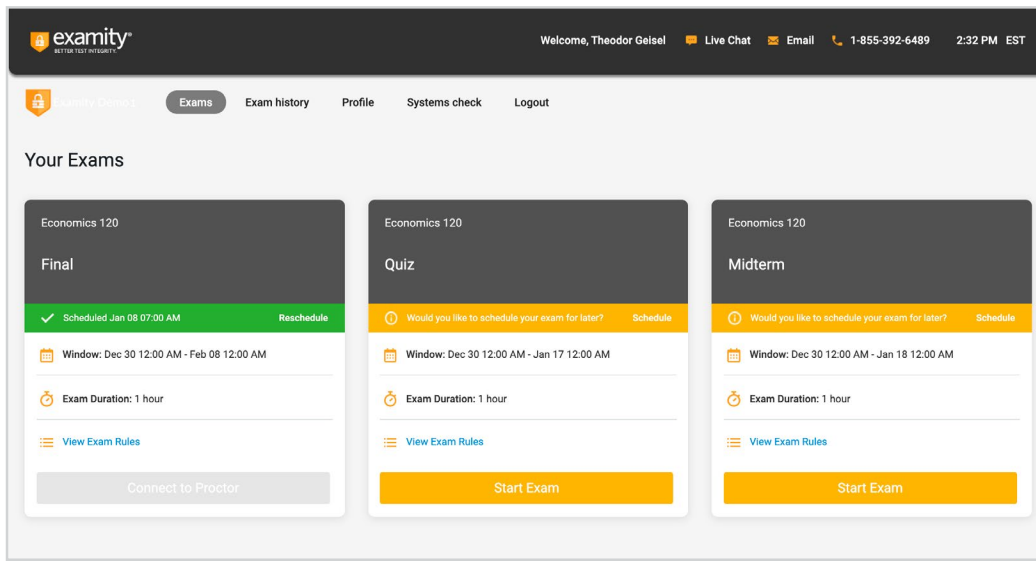 examity®
BETTER TEST INTEGRITY.
Welcome, Theodor Geisel Live Chat Email 1-855-392-6489 2:32 PM EST
Examity Demo Exams Exam history Profile Systems check Logout
Your Exams
Economics 120
Final
Scheduled Jan 08 07:00 AM Reschedule
Window: Dec 30 12:00 AM - Feb 08 12:00 AM
Exam Duration: 1 hour
View Exam Rules
Connect to Proctor
Economics 120
Quiz
Would you like to schedule your exam for later? Schedule
Window: Dec 30 12:00 AM - Jan 17 12:00 AM
Exam Duration: 1 hour
View Exam Rules
Start Exam
Economics 120
Midterm
Would you like to schedule your exam for later? Schedule
Window: Dec 30 12:00 AM - Jan 18 12:00 AM
Exam Duration: 1 hour
View Exam Rules
Start Exam